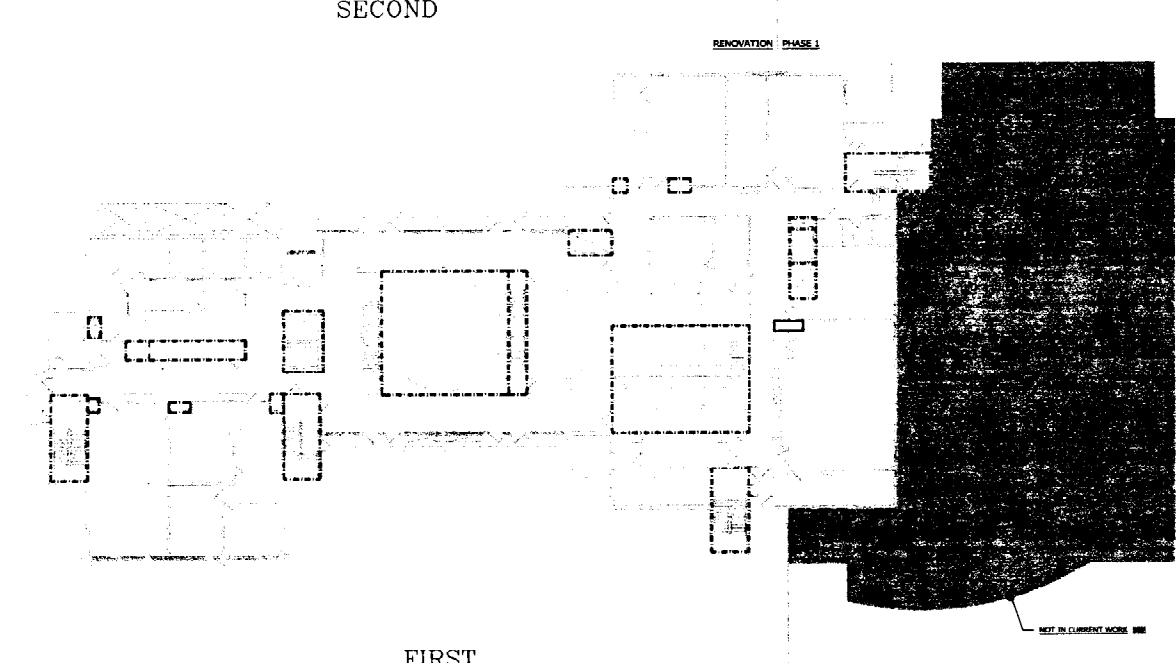 SECOND
RENOVATION PHASE 1
NOT IN CURRENT WORK
FIRST